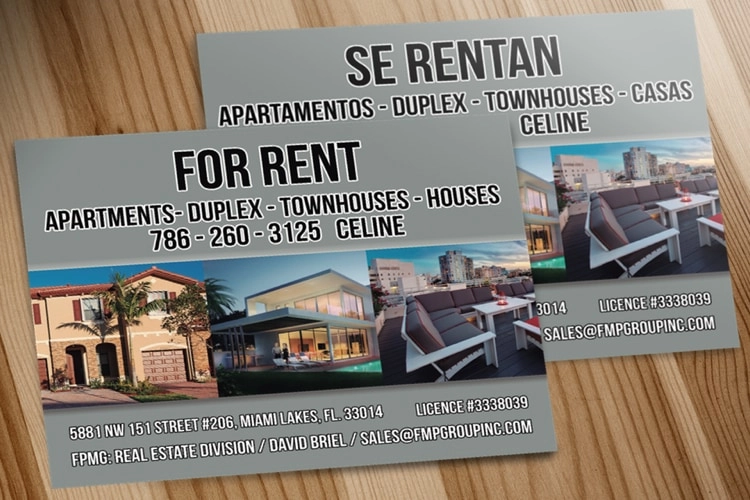 SE RENTAN
APARTAMENTOS - DUPLEX - TOWNHOUSES - CASAS
CELINE
33014 LICENCE #3338039
SALES@FMPGROUPINC.COM
FOR RENT
APARTMENTS- DUPLEX - TOWNHOUSES - HOUSES
786 - 260 - 3125 CELINE
5881 NW 151 STREET #206, MIAMI LAKES, FL. 33014 LICENCE #3338039
FPMG: REAL ESTATE DIVISION / DAVID BRIEL / SALES@FMPGROUPINC.COM